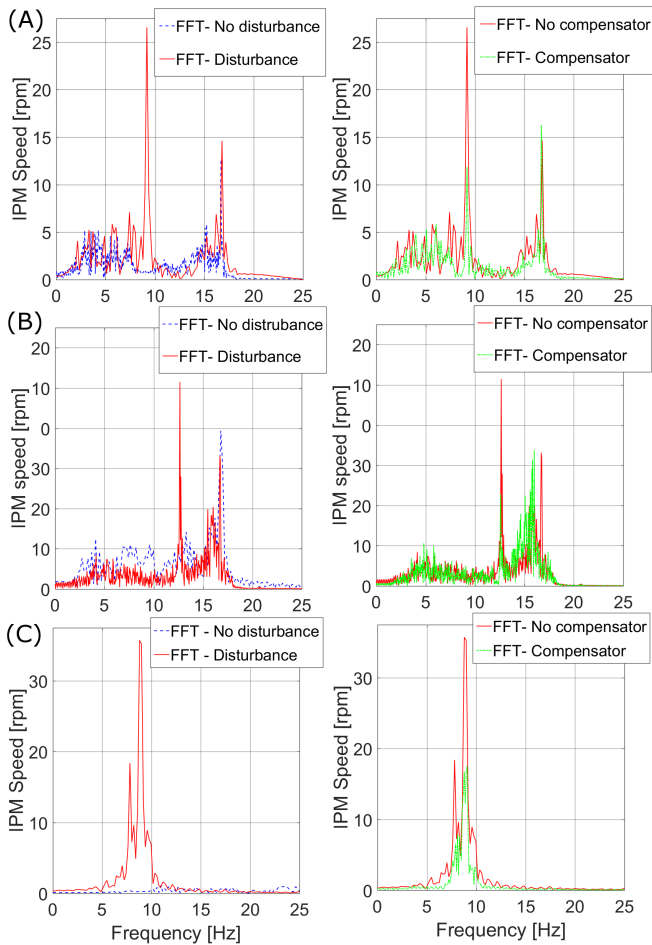 (A)
FFT- No disturbance
FFT- Disturbance
IPM Speed [rpm]
25
20
15
10
5
0
0 5 10 15 20 25
FFT- No compensator
FFT- Compensator
IPM Speed [rpm]
25
20
15
10
5
0
0 5 10 15 20 25
(B)
FFT- No distrubance
FFT- Disturbance
IPM Speed [rpm]
20
10
0
30
20
10
0
0 5 10 15 20 25
FFT- No compensator
FFT- Compensator
IPM speed [rpm]
20
10
0
30
20
10
0
0 5 10 15 20 25
(C)
FFT - No disturbance
FFT - Disturbance
IPM Speed [rpm]
30
20
10
0
0 5 10 15 20 25
Frequency [Hz]
FFT- No compensator
FFT- Compensator
IPM Speed [rpm]
30
20
10
0
0 5 10 15 20 25
Frequency [Hz]